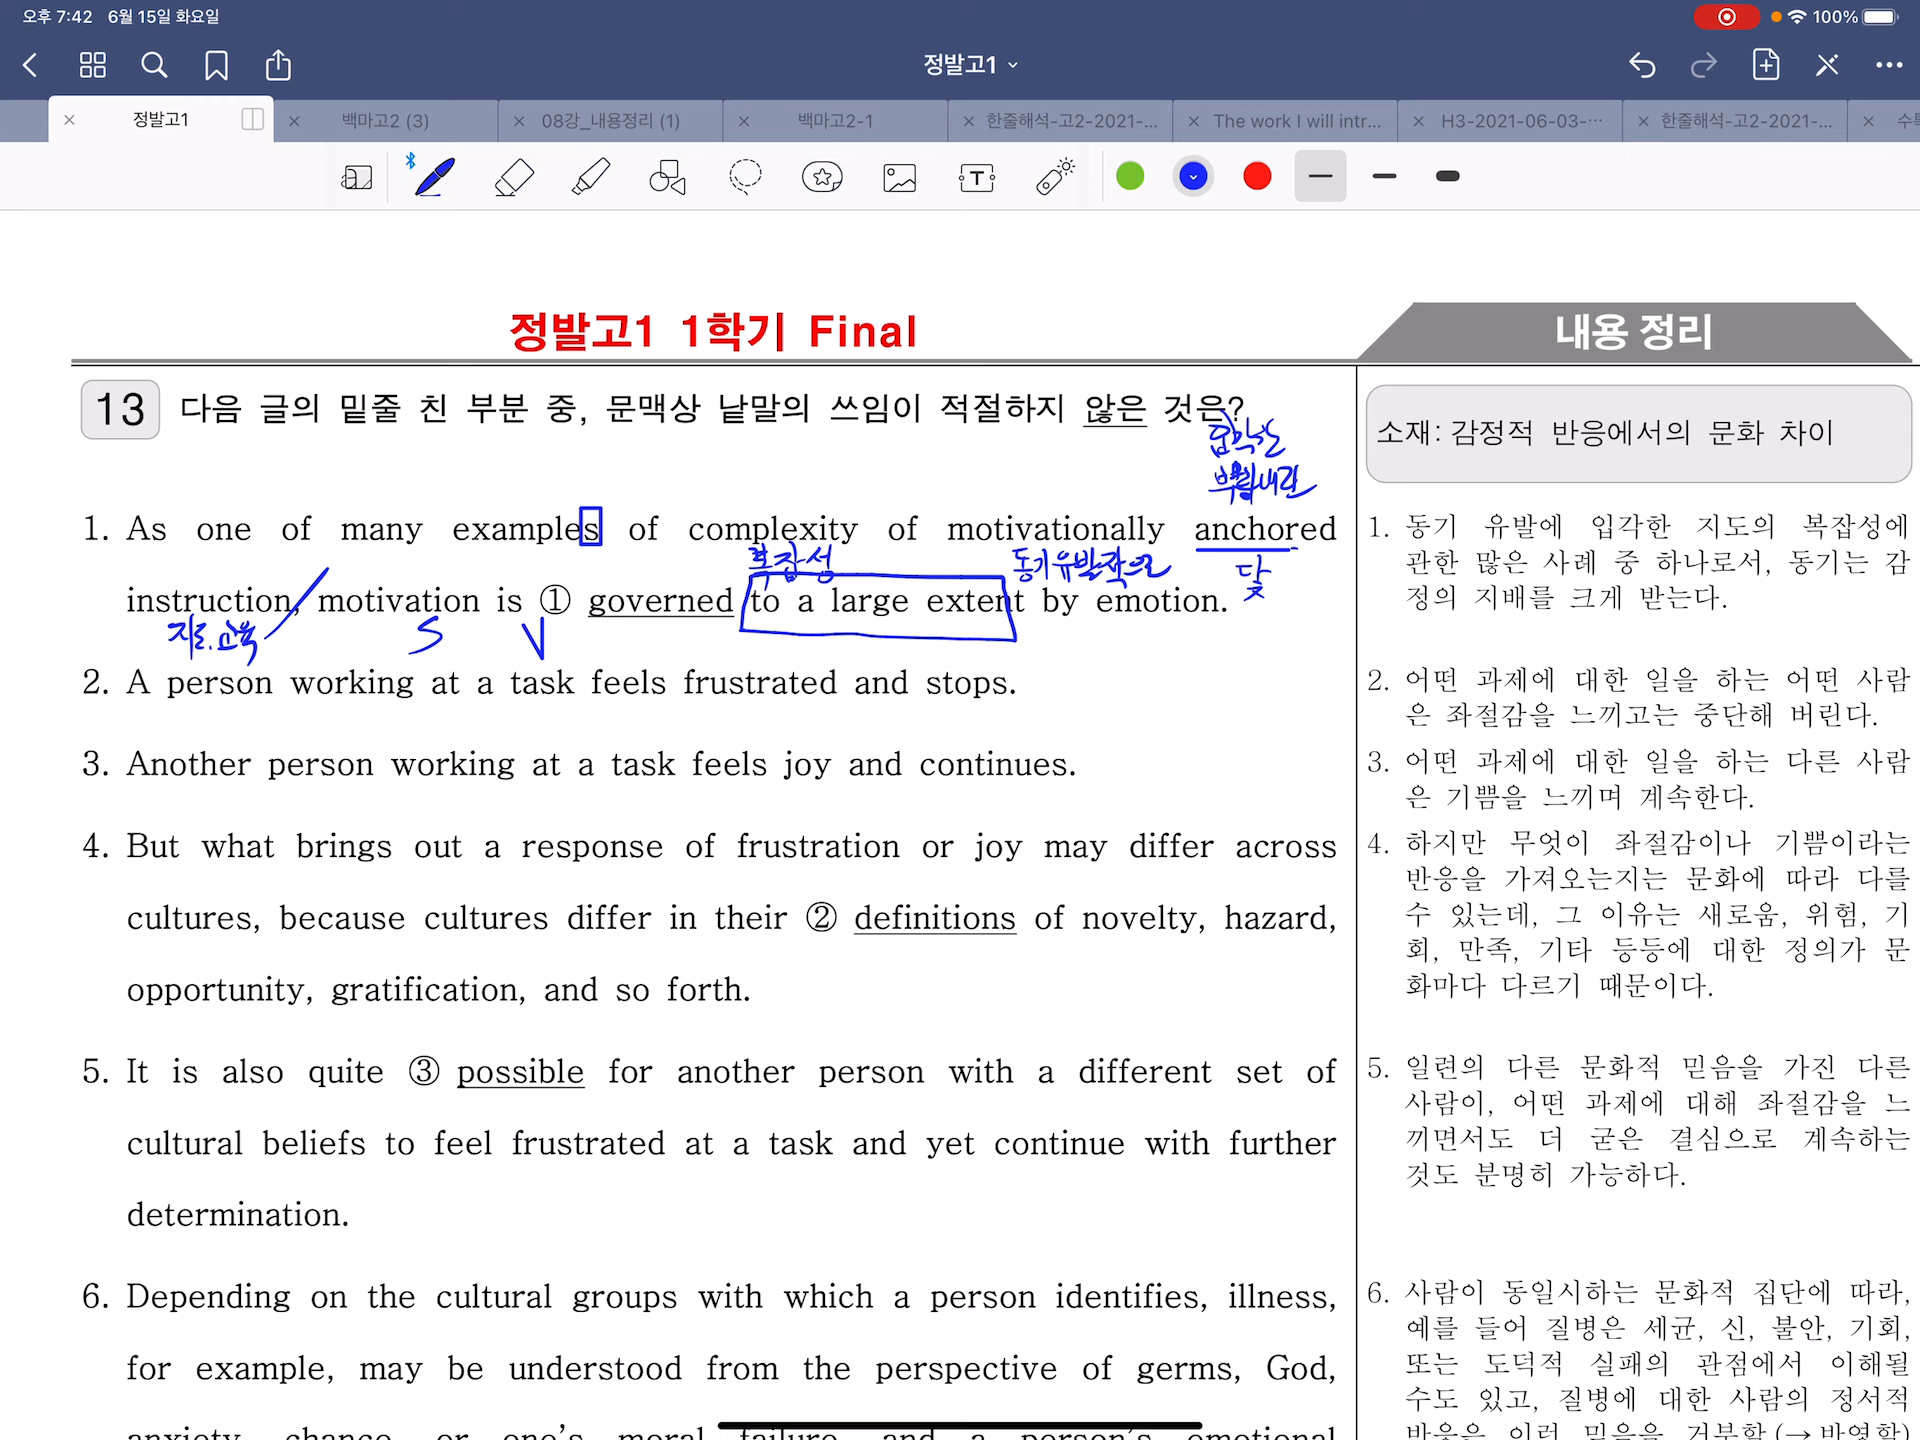 오후 7:42 6월 15일 화요일
100%
정발고1
정발고1
백마고2 (3)
08강_내용정리 (1)
백마고2-1
한줄해석-고2-2021-...
The work I will intr...
H3-2021-06-03-...
한줄해석-고2-2021-...
수특
정발고1 1학기 Final
내용 정리
13 다음 글의 밑줄 친 부분 중, 문맥상 낱말의 쓰임이 적절하지 않은 것은?
소재: 감정적 반응에서의 문화 차이
1. As one of many examples of complexity of motivationally anchored
복잡성 동기유발적으로 닻
instruction, motivation is ① governed to a large extent by emotion.
지도.교육 S V
2. A person working at a task feels frustrated and stops.
3. Another person working at a task feels joy and continues.
4. But what brings out a response of frustration or joy may differ across
cultures, because cultures differ in their ② definitions of novelty, hazard,
opportunity, gratification, and so forth.
5. It is also quite ③ possible for another person with a different set of
cultural beliefs to feel frustrated at a task and yet continue with further
determination.
6. Depending on the cultural groups with which a person identifies, illness,
for example, may be understood from the perspective of germs, God,
anxiety, chance, or one's moral failure, and a person's emotional
1. 동기 유발에 입각한 지도의 복잡성에
관한 많은 사례 중 하나로서, 동기는 감
정의 지배를 크게 받는다.
2. 어떤 과제에 대한 일을 하는 어떤 사람
은 좌절감을 느끼고는 중단해 버린다.
3. 어떤 과제에 대한 일을 하는 다른 사람
은 기쁨을 느끼며 계속한다.
4. 하지만 무엇이 좌절감이나 기쁨이라는
반응을 가져오는지는 문화에 따라 다를
수 있는데, 그 이유는 새로움, 위험, 기
회, 만족, 기타 등등에 대한 정의가 문
화마다 다르기 때문이다.
5. 일련의 다른 문화적 믿음을 가진 다른
사람이, 어떤 과제에 대해 좌절감을 느
끼면서도 더 굳은 결심으로 계속하는
것도 분명히 가능하다.
6. 사람이 동일시하는 문화적 집단에 따라,
예를 들어 질병은 세균, 신, 불안, 기회,
또는 도덕적 실패의 관점에서 이해될
수도 있고, 질병에 대한 사람의 정서적
반응은 이런 믿음을 거부할(→반영할)